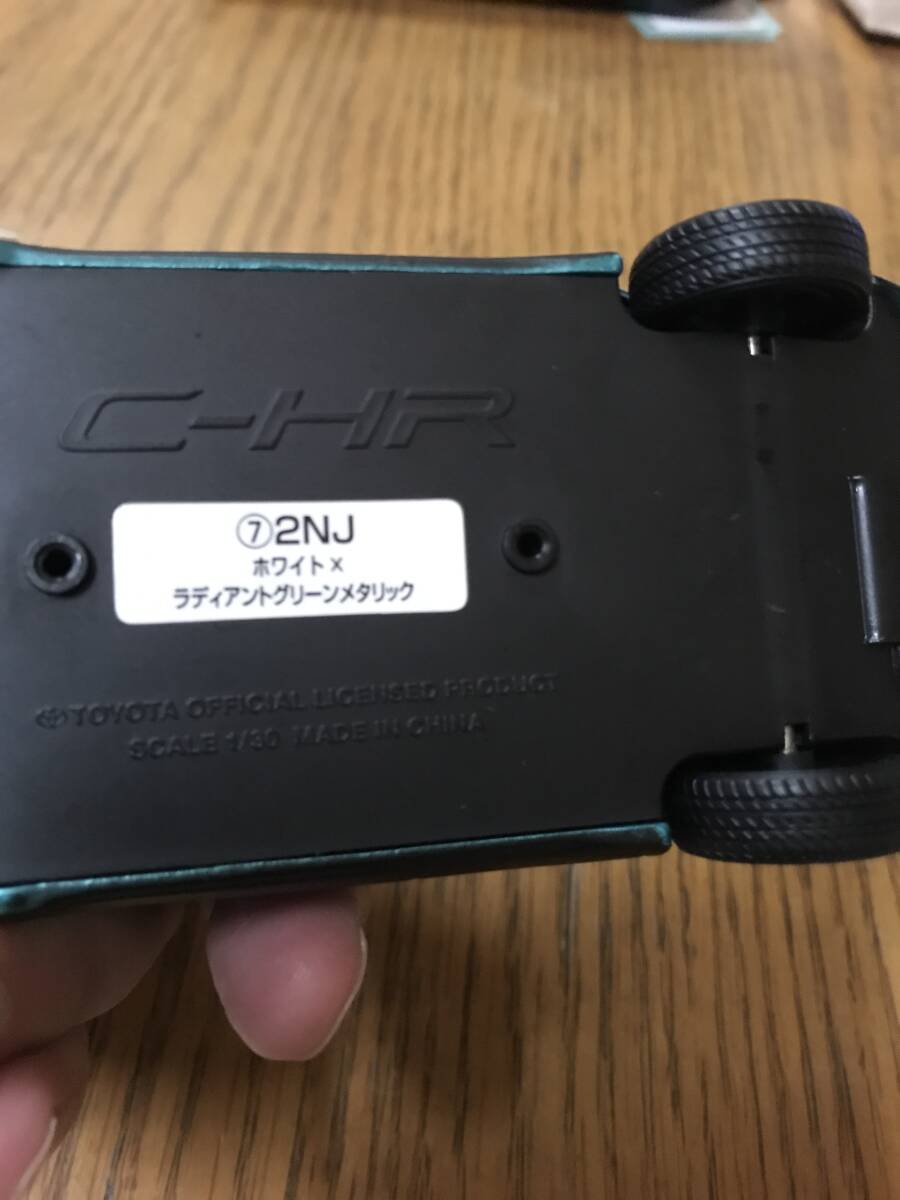 C-HR
⑦2NJ
ホワイト×
ラディアントグリーンメタリック
TOYOTA OFFICIAL LICENSED PRODUCT
SCALE 1/30 MADE IN CHINA